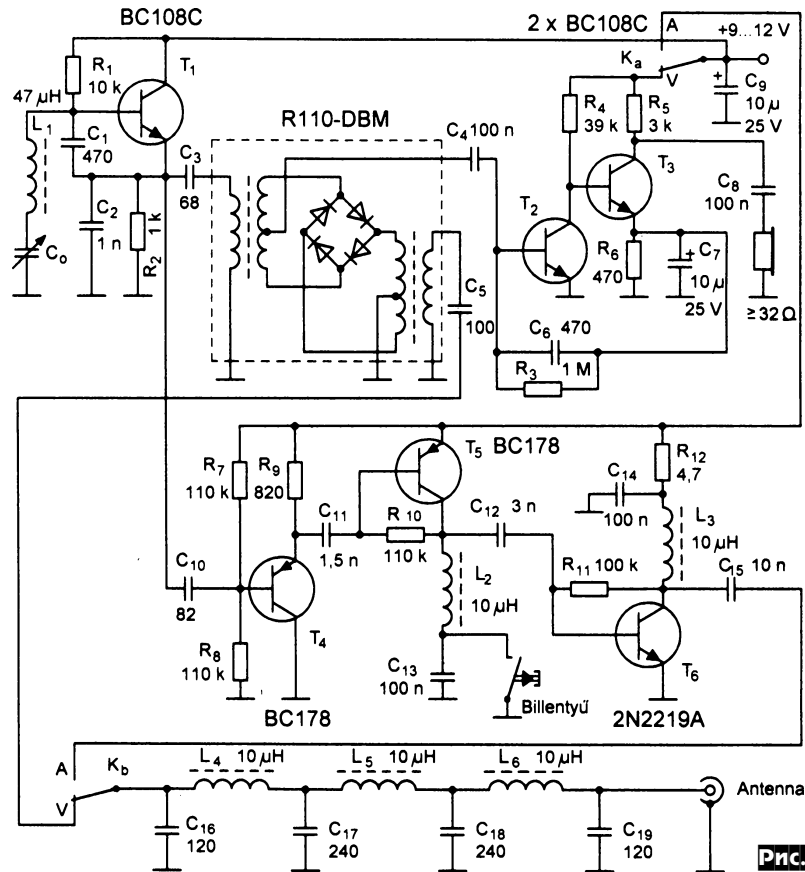 BC108C
2 x BC108C
A
+9...12 V
Ka
V
R1
10 k
T1
47 µH
L1
C1
470
R110-DBM
C4 100 n
R4
39 k
R5
3 k
C9
10 µ
25 V
T3
C3
68
C8
100 n
T2
C2
1 n
1 k
R2
Co
R6
470
C7
10 µ
25 V
C5
100
≥32 Ω
C6 470
R3
1 M
T5
BC178
R7
110 k
R9
820
R12
4,7
C14
100 n
C11
1,5 n
R10
110 k
C12 3 n
L3
10 µH
C10
82
L2
10 µH
R11 100 k
C15 10 n
T4
R8
110 k
C13
100 n
T6
Billentyű
BC178
2N2219A
A
Kb
V
L4 10 µH
L5 10 µH
L6 10 µH
Antenna
C16
120
C17
240
C18
240
C19
120
Рис.